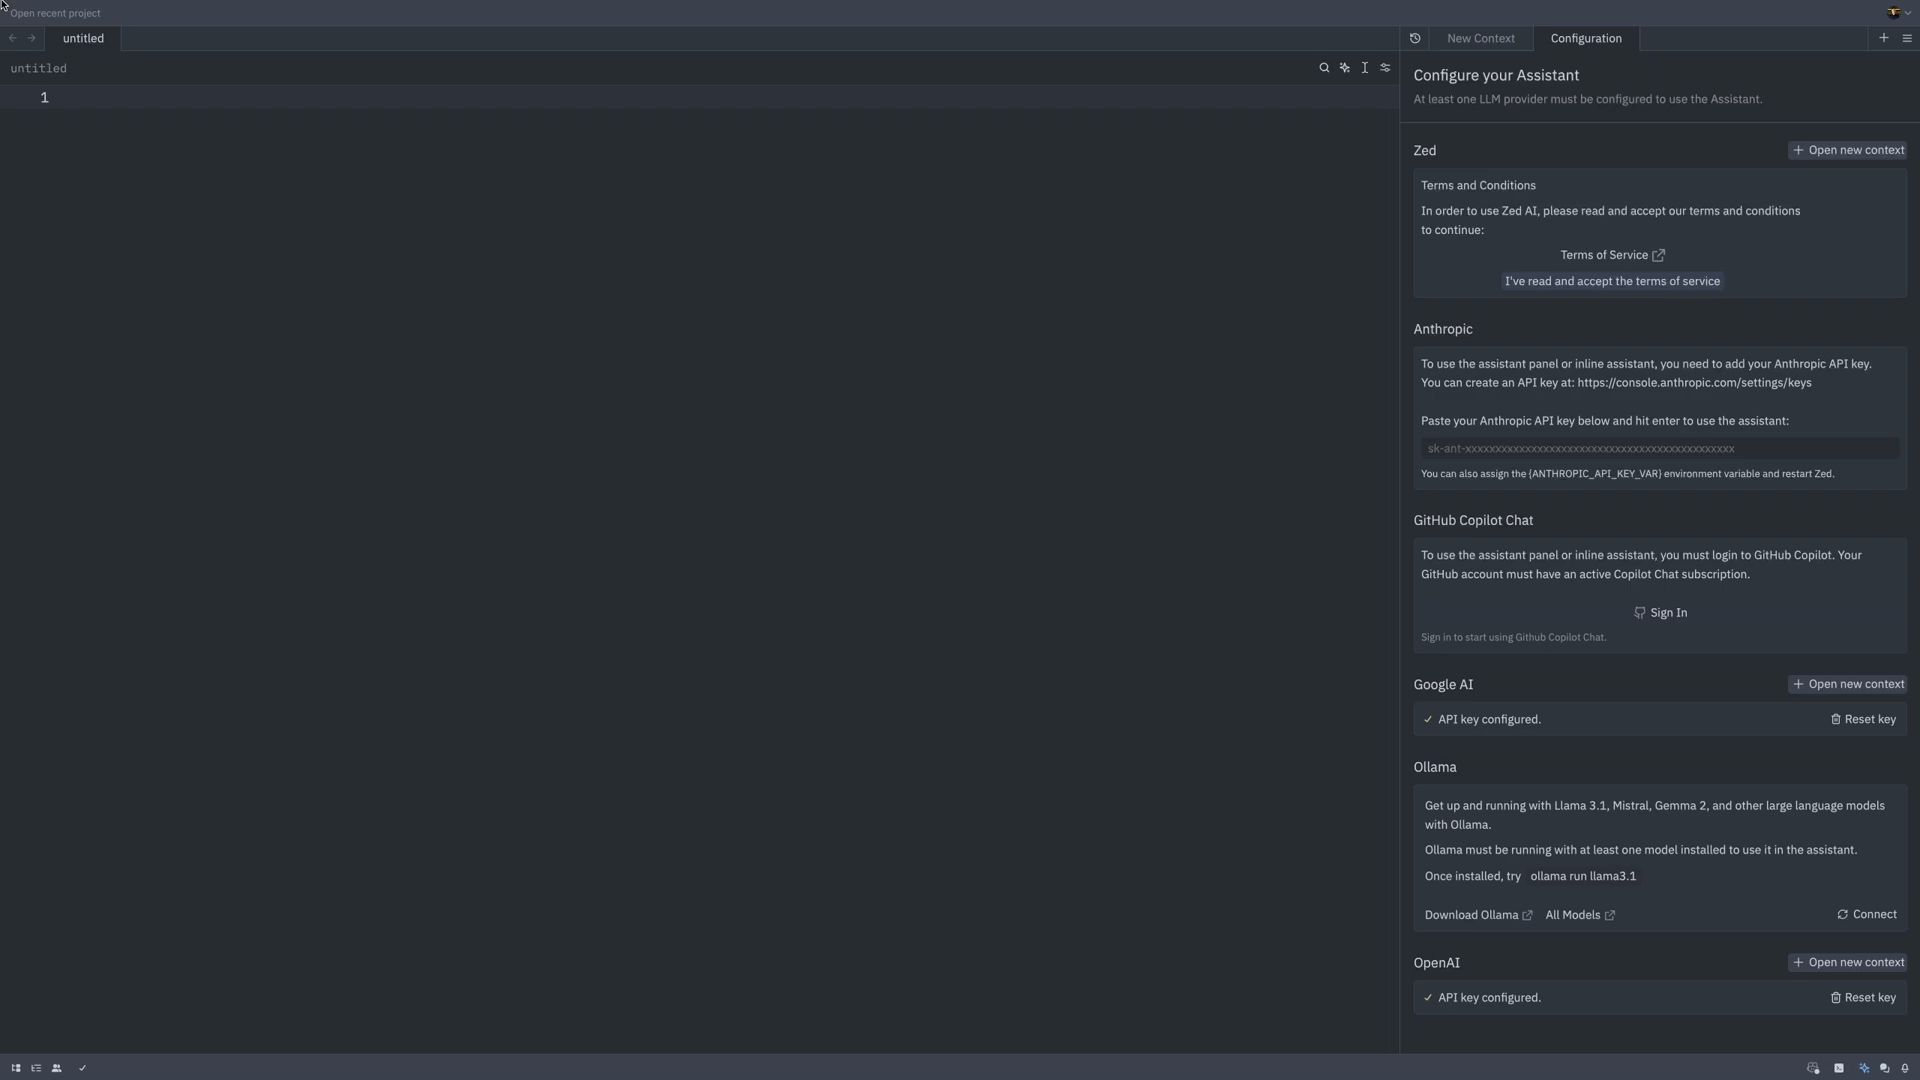 Open recent project
untitled
New Context
Configuration
untitled
1
Configure your Assistant
At least one LLM provider must be configured to use the Assistant.
Zed
Open new context
Terms and Conditions
In order to use Zed AI, please read and accept our terms and conditions
to continue:
Terms of Service
I've read and accept the terms of service
Anthropic
To use the assistant panel or inline assistant, you need to add your Anthropic API key.
You can create an API key at: https://console.anthropic.com/settings/keys
Paste your Anthropic API key below and hit enter to use the assistant:
sk-ant-xxxxxxxxxxxxxxxxxxxxxxxxxxxxxxxxxxxxxxxxxxxxx
You can also assign the {ANTHROPIC_API_KEY_VAR} environment variable and restart Zed.
GitHub Copilot Chat
To use the assistant panel or inline assistant, you must login to GitHub Copilot. Your
GitHub account must have an active Copilot Chat subscription.
Sign In
Sign in to start using Github Copilot Chat.
Google AI
Open new context
API key configured.
Reset key
Ollama
Get up and running with Llama 3.1, Mistral, Gemma 2, and other large language models
with Ollama.
Ollama must be running with at least one model installed to use it in the assistant.
Once installed, try ollama run llama3.1
Download Ollama
All Models
Connect
OpenAI
Open new context
API key configured.
Reset key